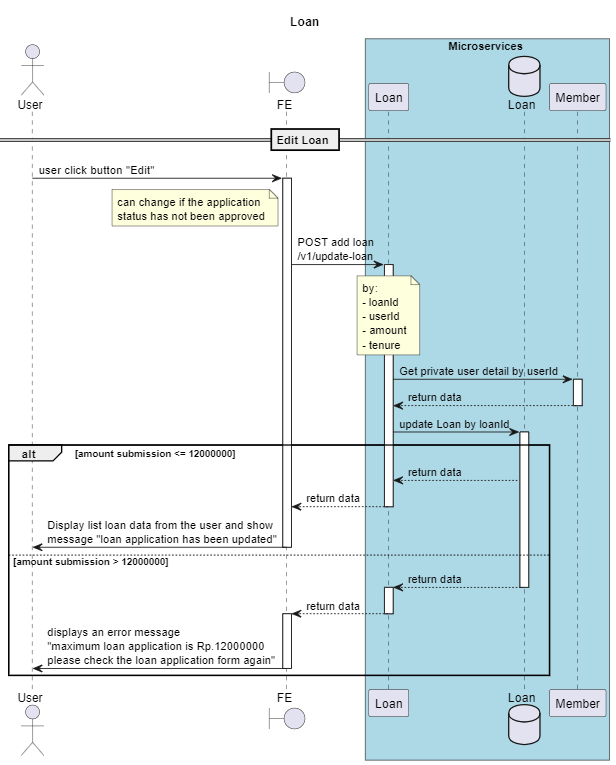 Loan
Microservices
User
FE
Loan
Loan
Member
Edit Loan
user click button "Edit"
can change if the application
status has not been approved
POST add loan
/v1/update-loan
by:
- loanId
- userId
- amount
- tenure
Get private user detail by userId
return data
update Loan by loanId
alt
[amount submission <= 12000000]
return data
return data
Display list loan data from the user and show
message "loan application has been updated"
[amount submission > 12000000]
return data
return data
displays an error message
"maximum loan application is Rp.12000000
please check the loan application form again"
User
FE
Loan
Loan
Member